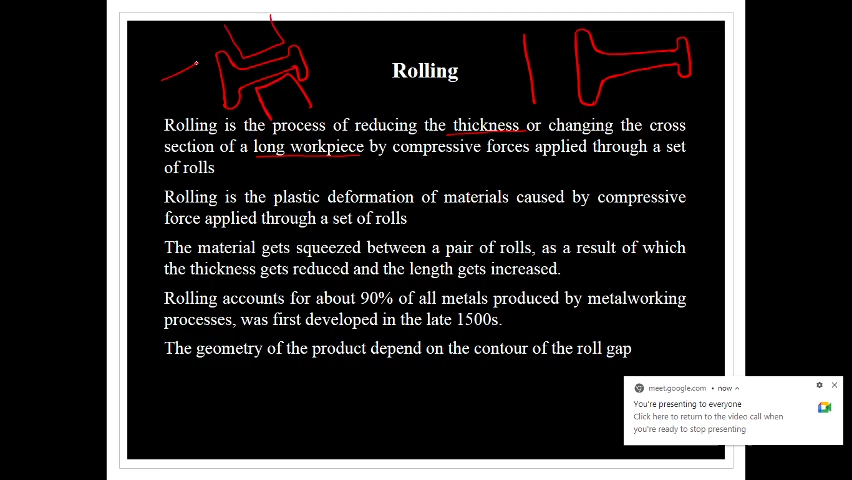 Rolling
Rolling is the process of reducing the thickness or changing the cross
section of a long workpiece by compressive forces applied through a set
of rolls
Rolling is the plastic deformation of materials caused by compressive
force applied through a set of rolls
The material gets squeezed between a pair of rolls, as a result of which
the thickness gets reduced and the length gets increased.
Rolling accounts for about 90% of all metals produced by metalworking
processes, was first developed in the late 1500s.
The geometry of the product depend on the contour of the roll gap
meet.google.com • now
You're presenting to everyone
Click here to return to the video call when
you're ready to stop presenting